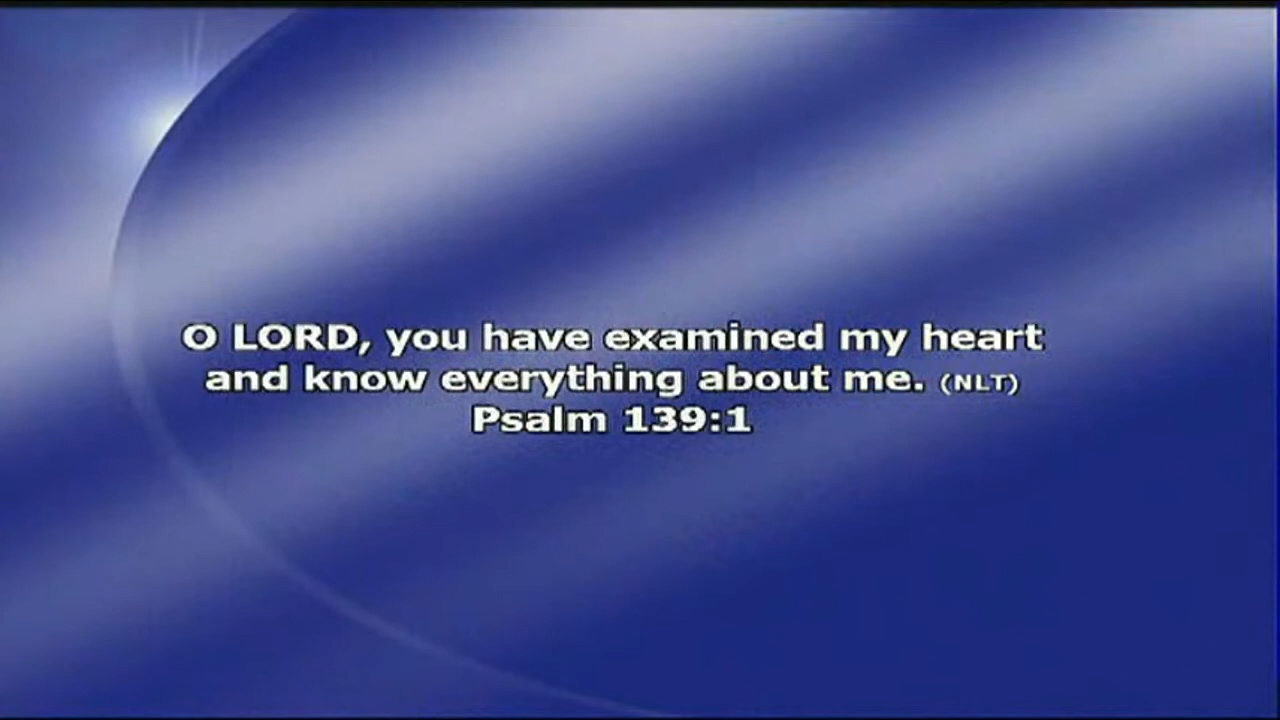 O LORD, you have examined my heart
and know everything about me. (NLT)
Psalm 139:1